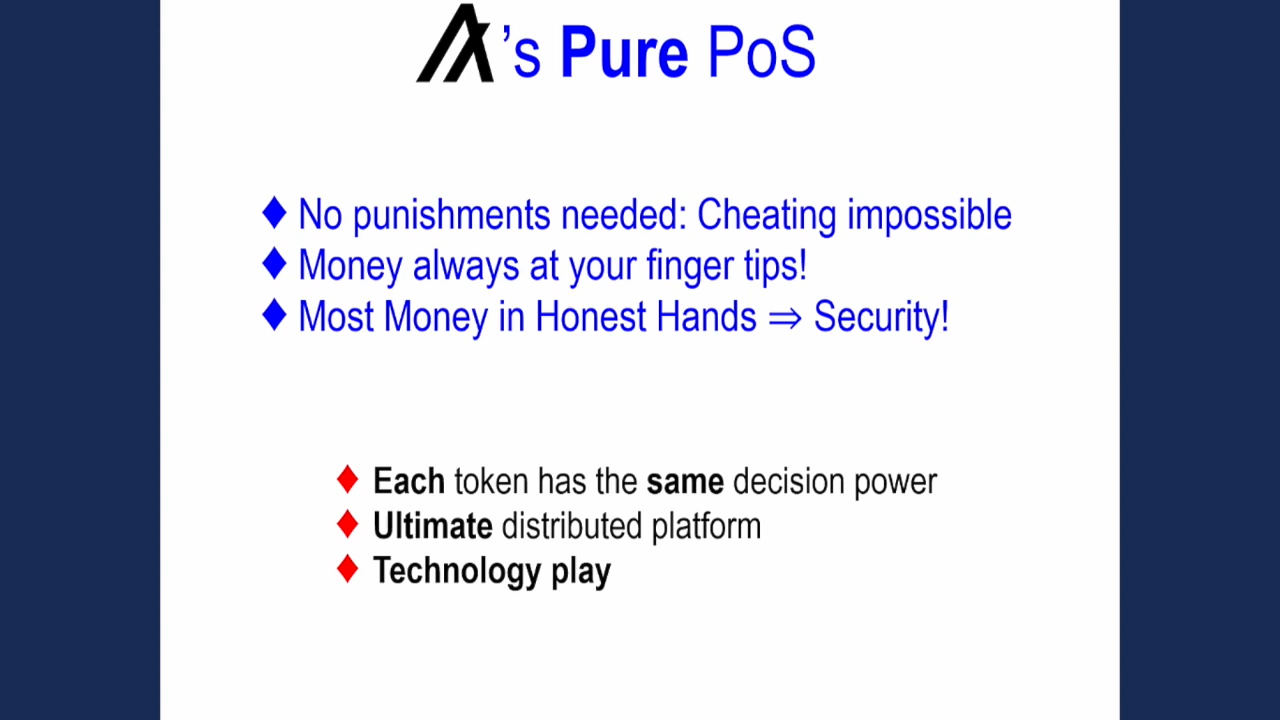 's Pure PoS
♦ No punishments needed: Cheating impossible
♦ Money always at your finger tips!
♦ Most Money in Honest Hands ⇒ Security!
♦ Each token has the same decision power
♦ Ultimate distributed platform
♦ Technology play